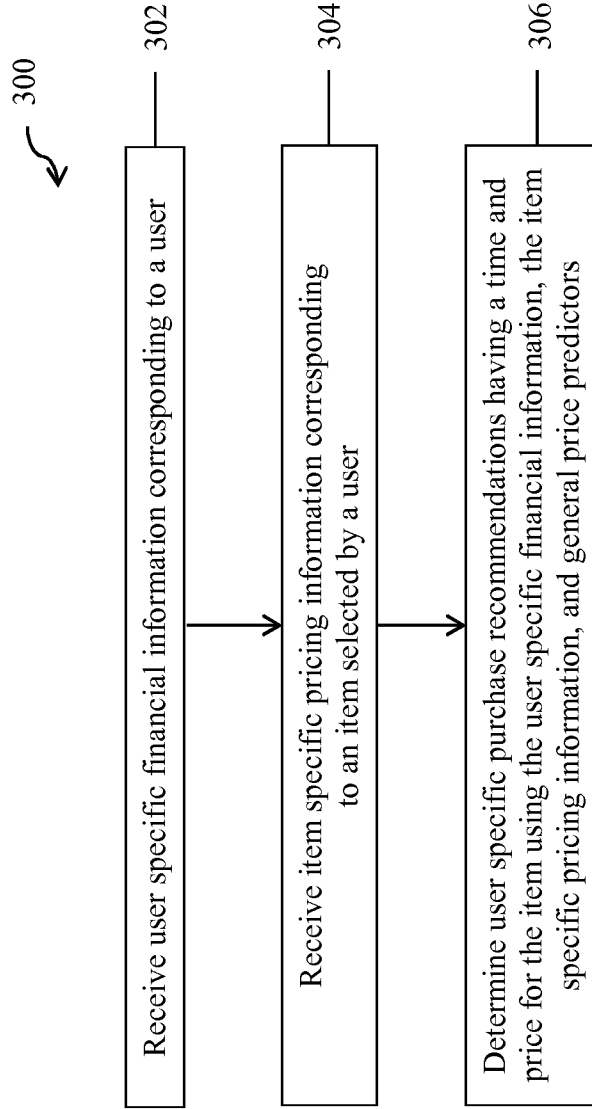 300
Receive user specific financial information corresponding to a user
302
Receive item specific pricing information corresponding
to an item selected by a user
304
Determine user specific purchase recommendations having a time and
price for the item using the user specific financial information, the item
specific pricing information, and general price predictors
306